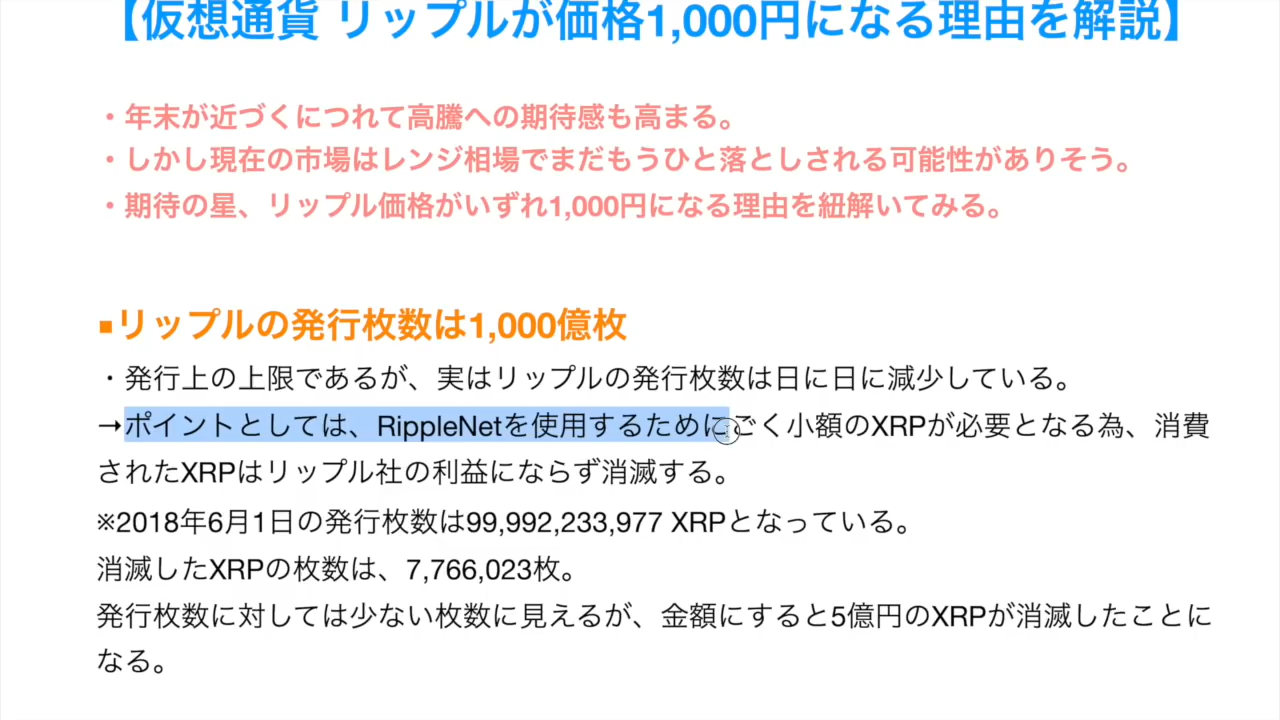 【仮想通貨 リップルが価格1,000円になる理由を解説】
・年末が近づくにつれて高騰への期待感も高まる。
・しかし現在の市場はレンジ相場でまだもうひと落としされる可能性がありそう。
・期待の星、リップル価格がいずれ1,000円になる理由を紐解いてみる。
▪リップルの発行枚数は1,000億枚
・発行上の上限であるが、実はリップルの発行枚数は日に日に減少している。
→ポイントとしては、RippleNetを使用するためにごく小額のXRPが必要となる為、消費
されたXRPはリップル社の利益にならず消滅する。
※2018年6月1日の発行枚数は99,992,233,977 XRPとなっている。
消滅したXRPの枚数は、7,766,023枚。
発行枚数に対しては少ない枚数に見えるが、金額にすると5億円のXRPが消滅したことに
なる。